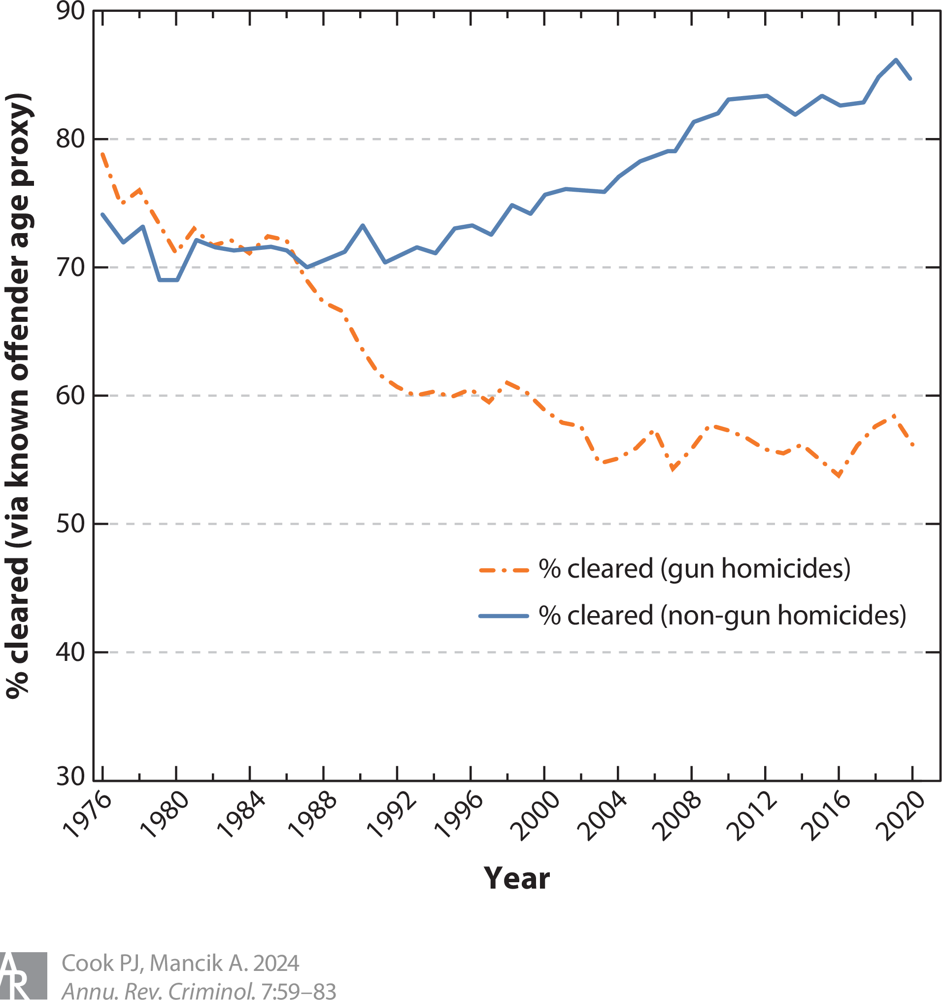 90
80
70
60
50
40
30
% cleared (via known offender age proxy)
% cleared (gun homicides)
% cleared (non-gun homicides)
1976
1980
1984
1988
1992
1996
2000
2004
2008
2012
2016
2020
Year
AR
Cook PJ, Mancik A. 2024
Annu. Rev. Criminol. 7:59–83